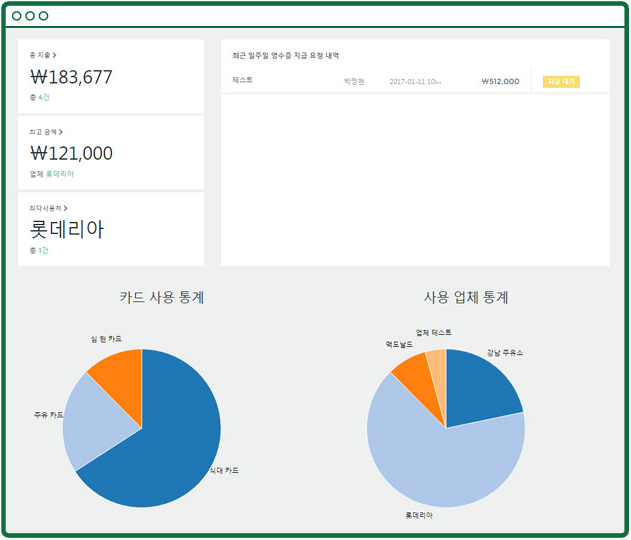 총 지출 >
₩183,677
총 4건
최고 금액 >
₩121,000
업체 롯데리아
최다사용처 >
롯데리아
총 1건
최근 일주일 영수증 지급 요청 내역
테스트 박정현 2017-01-11 10... ₩512,000 지급 대기
카드 사용 통계
실 험 카드
주유 카드
식대 카드
사용 업체 통계
업체 테스트
맥도날드
강남 주유소
롯데리아